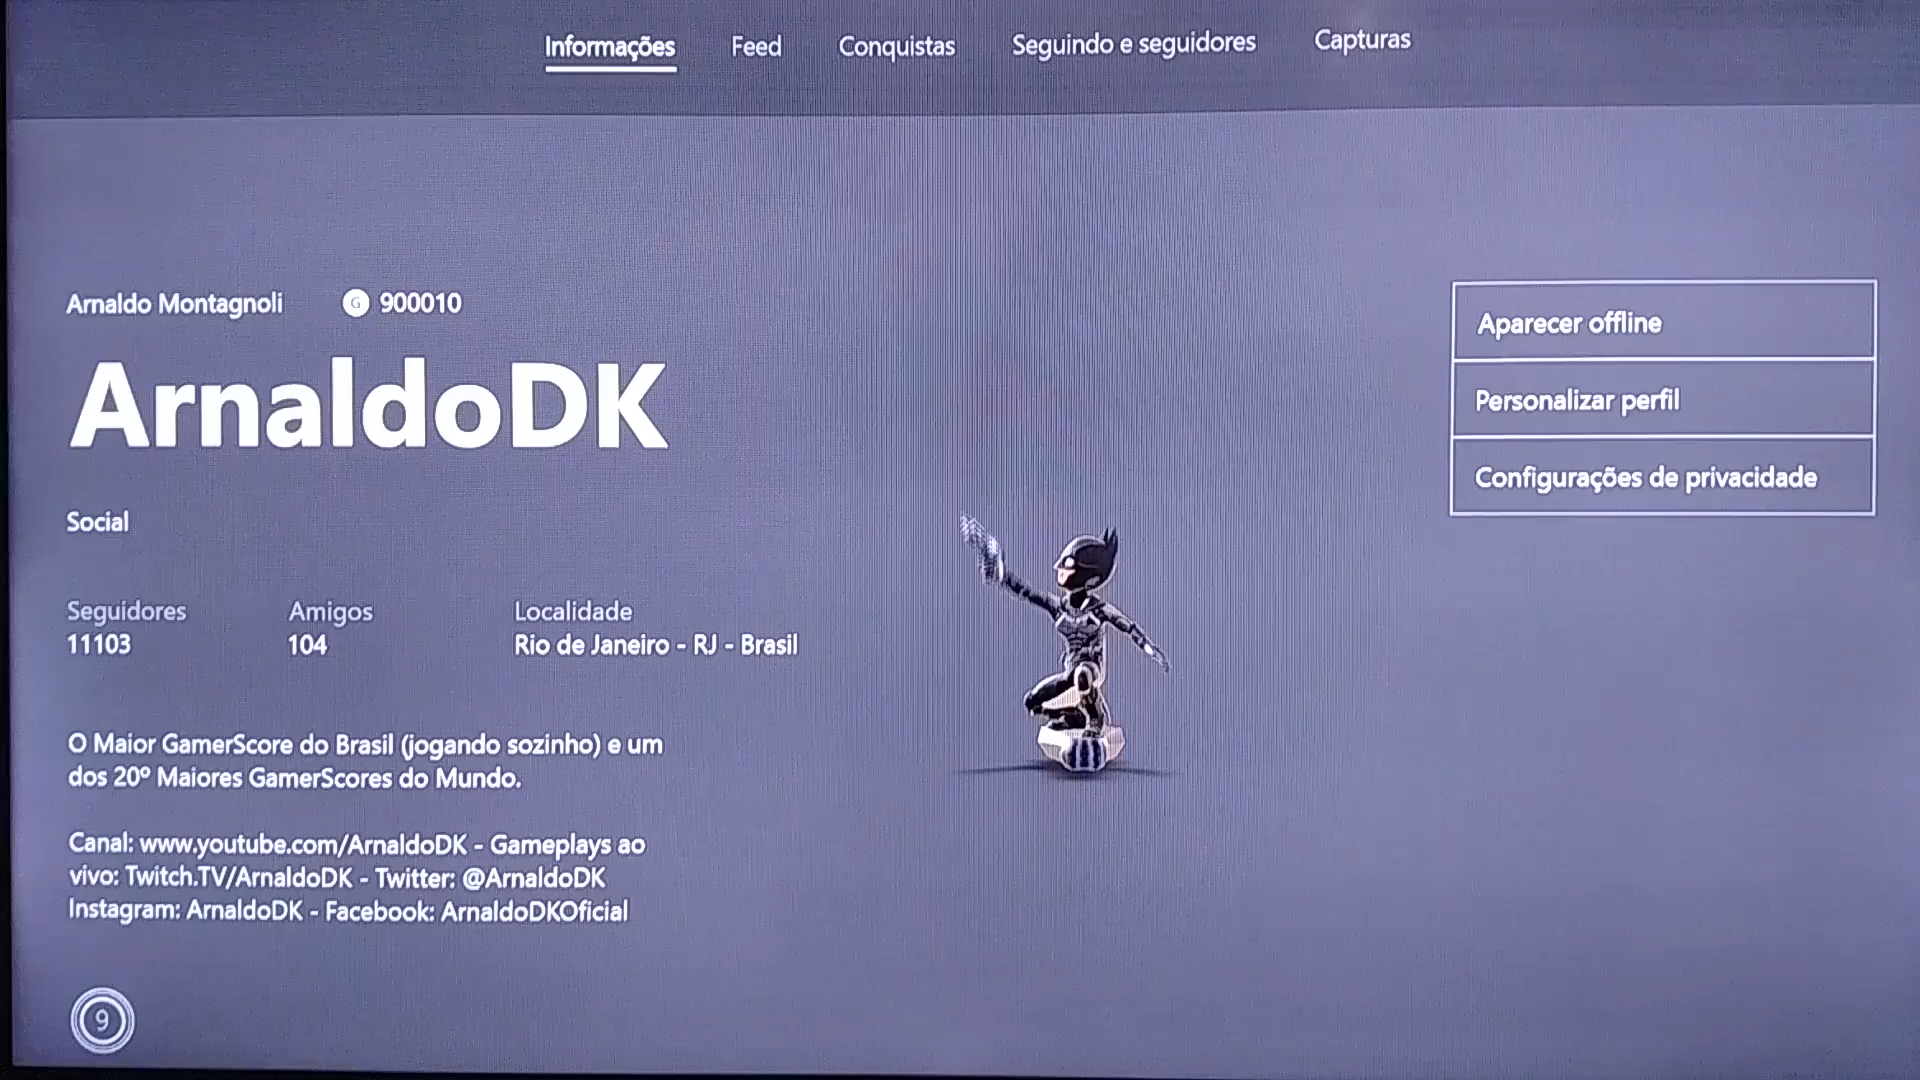 Informações
Feed
Conquistas
Seguindo e seguidores
Capturas
Arnaldo Montagnoli
G 900010
ArnaldoDK
Aparecer offline
Personalizar perfil
Configurações de privacidade
Social
Seguidores
11103
Amigos
104
Localidade
Rio de Janeiro - RJ - Brasil
O Maior GamerScore do Brasil (jogando sozinho) e um
dos 20º Maiores GamerScores do Mundo.
Canal: www.youtube.com/ArnaldoDK - Gameplays ao
vivo: Twitch.TV/ArnaldoDK - Twitter: @ArnaldoDK
Instagram: ArnaldoDK - Facebook: ArnaldoDKOficial
9